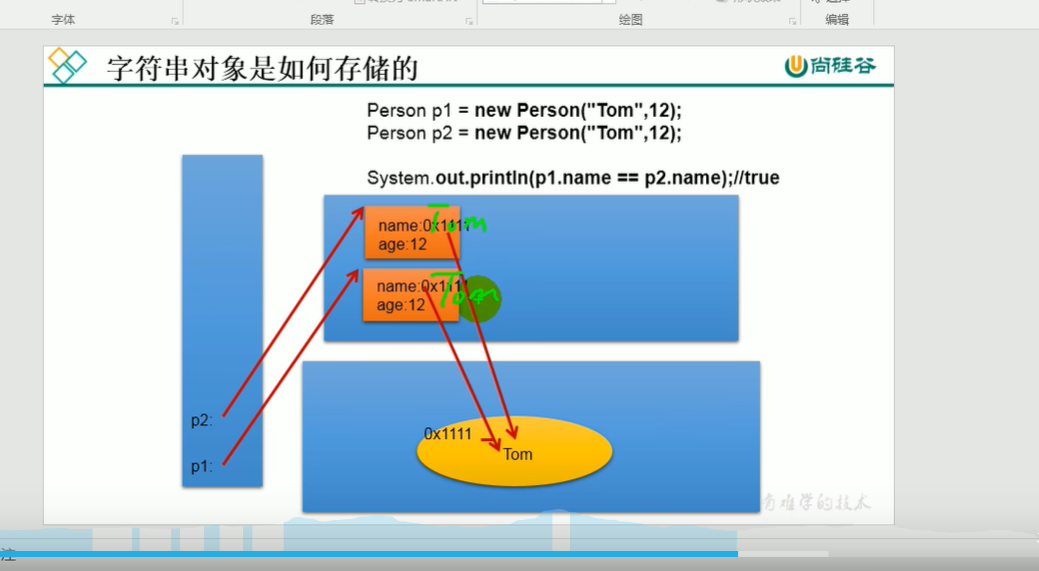 字体
段落
绘图
编辑
字符串对象是如何存储的
尚硅谷
Person p1 = new Person("Tom",12);
Person p2 = new Person("Tom",12);
System.out.println(p1.name == p2.name);//true
name:0x1111
Tom
age:12
name:0x1111
Tom
age:12
p2:
p1:
0x1111
Tom
难学的技术
注